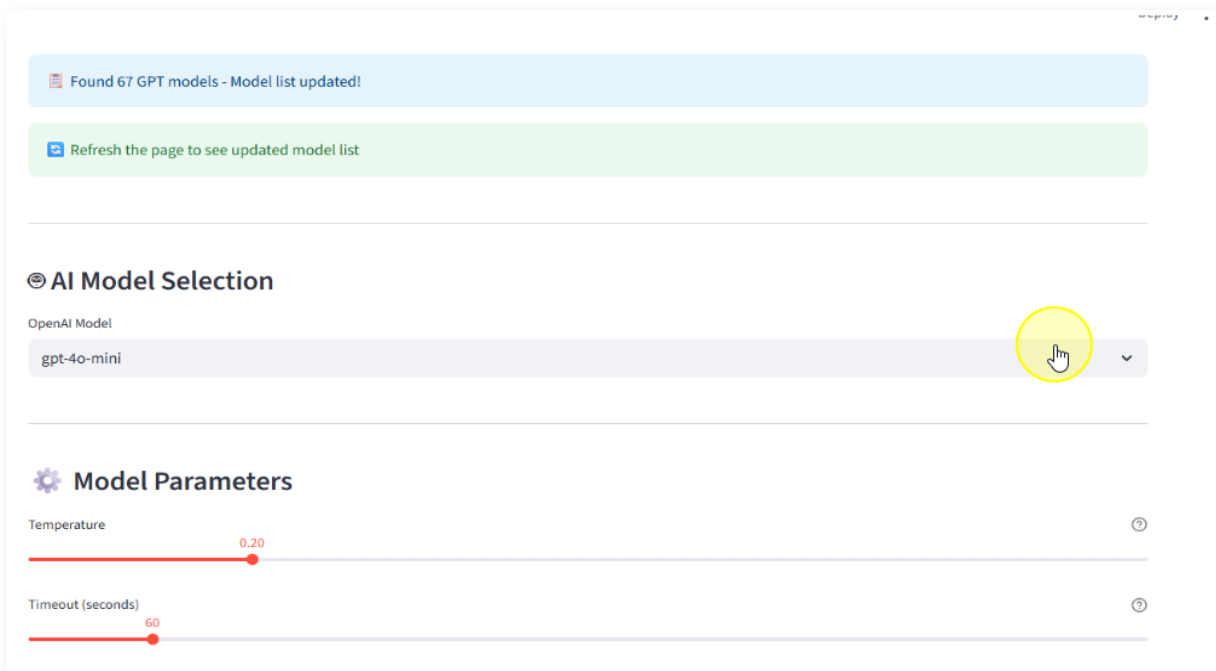 Deploy
Found 67 GPT models - Model list updated!
Refresh the page to see updated model list
AI Model Selection
OpenAI Model
gpt-4o-mini
Model Parameters
Temperature
0.20
Timeout (seconds)
60